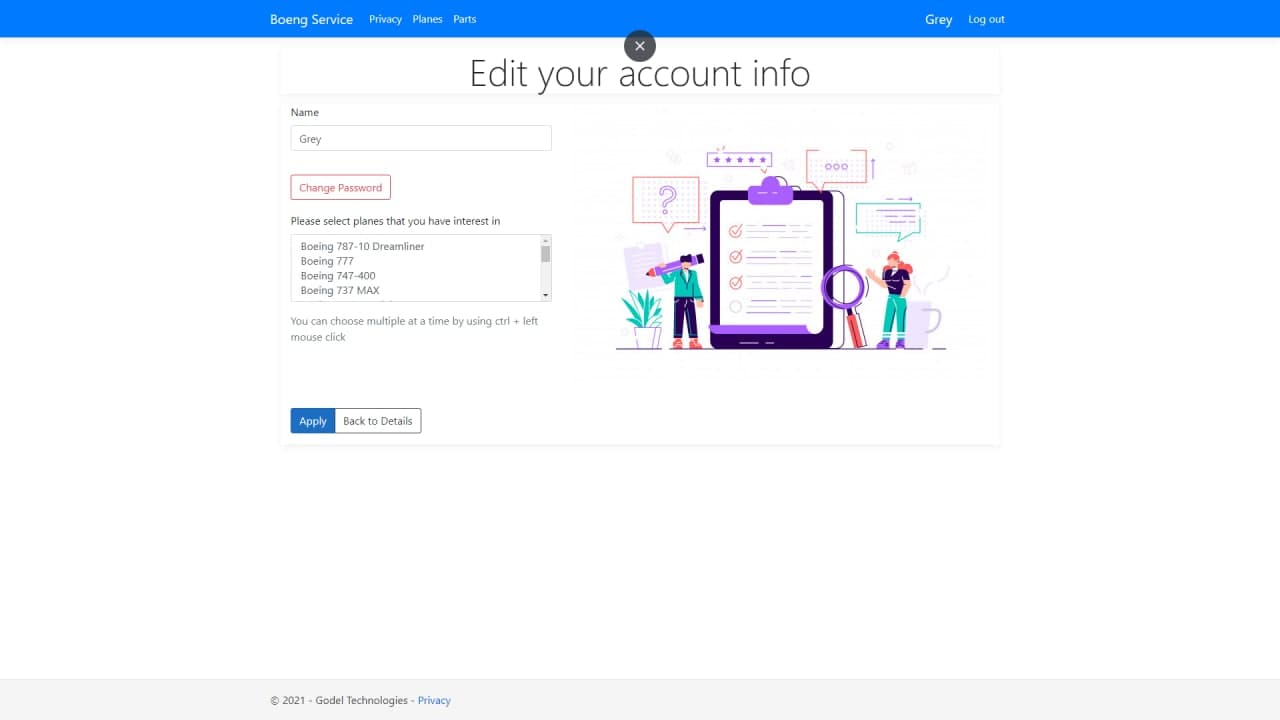 Boeng Service Privacy Planes Parts Grey Log out
Edit your account info
Name
Grey
Change Password
Please select planes that you have interest in
Boeing 787-10 Dreamliner
Boeing 777
Boeing 747-400
Boeing 737 MAX
You can choose multiple at a time by using ctrl + left
mouse click
?
Apply Back to Details
© 2021 - Godel Technologies - Privacy